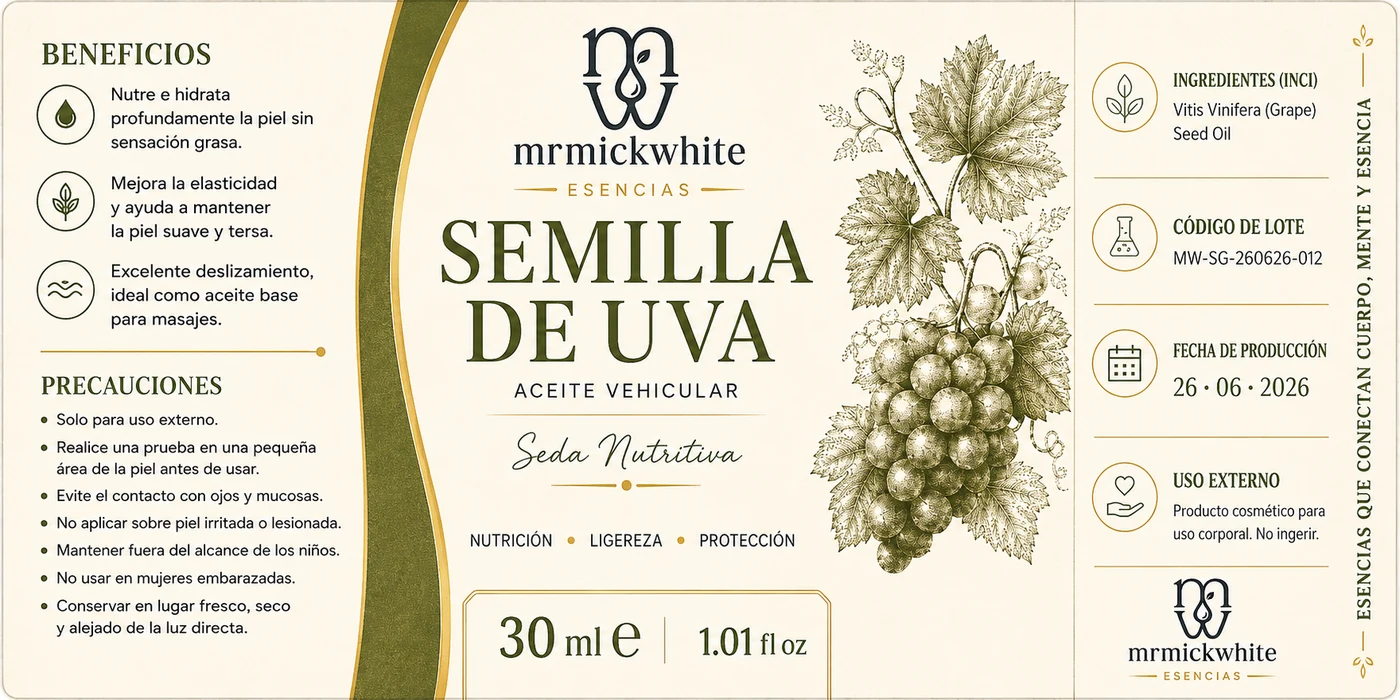 BENEFICIOS
Nutre e hidrata
profundamente la piel sin
sensación grasa.
Mejora la elasticidad
y ayuda a mantener
la piel suave y tersa.
Excelente deslizamiento,
ideal como aceite base
para masajes.
PRECAUCIONES
• Solo para uso externo.
• Realice una prueba en una pequeña
área de la piel antes de usar.
• Evite el contacto con ojos y mucosas.
• No aplicar sobre piel irritada o lesionada.
• Mantener fuera del alcance de los niños.
• No usar en mujeres embarazadas.
• Conservar en lugar fresco, seco
y alejado de la luz directa.
mrmickwhite
ESENCIAS
SEMILLA
DE UVA
ACEITE VEHICULAR
Seda Nutritiva
NUTRICIÓN • LIGEREZA • PROTECCIÓN
30 ml e | 1.01 fl oz
INGREDIENTES (INCI)
Vitis Vinifera (Grape)
Seed Oil
CÓDIGO DE LOTE
MW-SG-260626-012
FECHA DE PRODUCCIÓN
26 • 06 • 2026
USO EXTERNO
Producto cosmético para
uso corporal. No ingerir.
mrmickwhite
ESENCIAS
ESENCIAS QUE CONECTAN CUERPO, MENTE Y ESENCIA